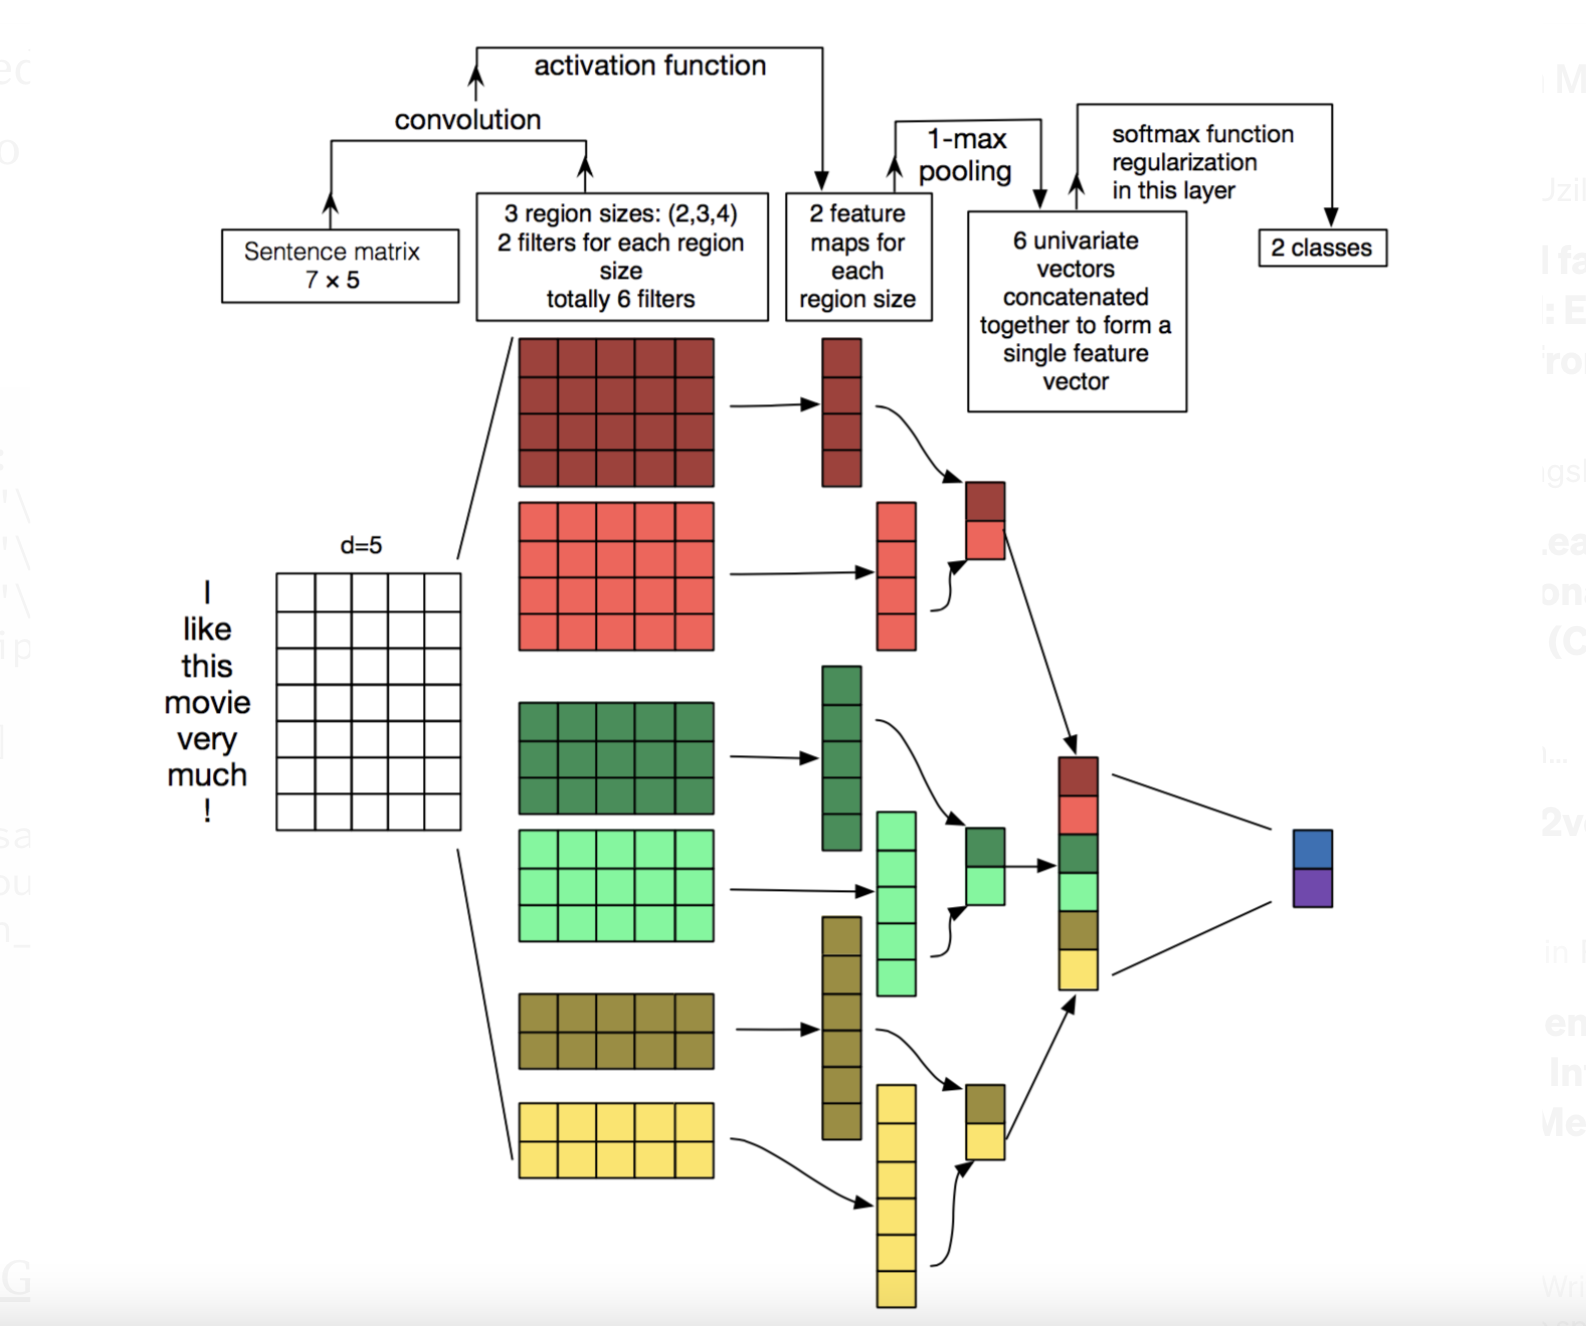 activation function
convolution
1-max
pooling
softmax function
regularization
in this layer
Sentence matrix
7 × 5
3 region sizes: (2,3,4)
2 filters for each region
size
totally 6 filters
2 feature
maps for
each
region size
6 univariate
vectors
concatenated
together to form a
single feature
vector
2 classes
d=5
I
like
this
movie
very
much
!